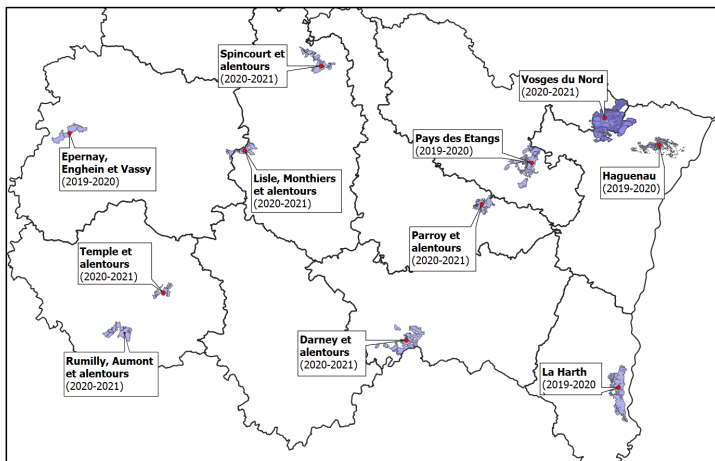 Spincourt et
alentours
(2020-2021)
Vosges du Nord
(2020-2021)
Epernay,
Enghein et Vassy
(2019-2020)
Lisle, Monthiers
et alentours
(2020-2021)
Pays des Etangs
(2019-2020)
Haguenau
(2019-2020)
Parroy et
alentours
(2020-2021)
Temple et
alentours
(2020-2021)
Rumilly, Aumont
et alentours
(2020-2021)
Darney et
alentours
(2020-2021)
La Harth
(2019-2020